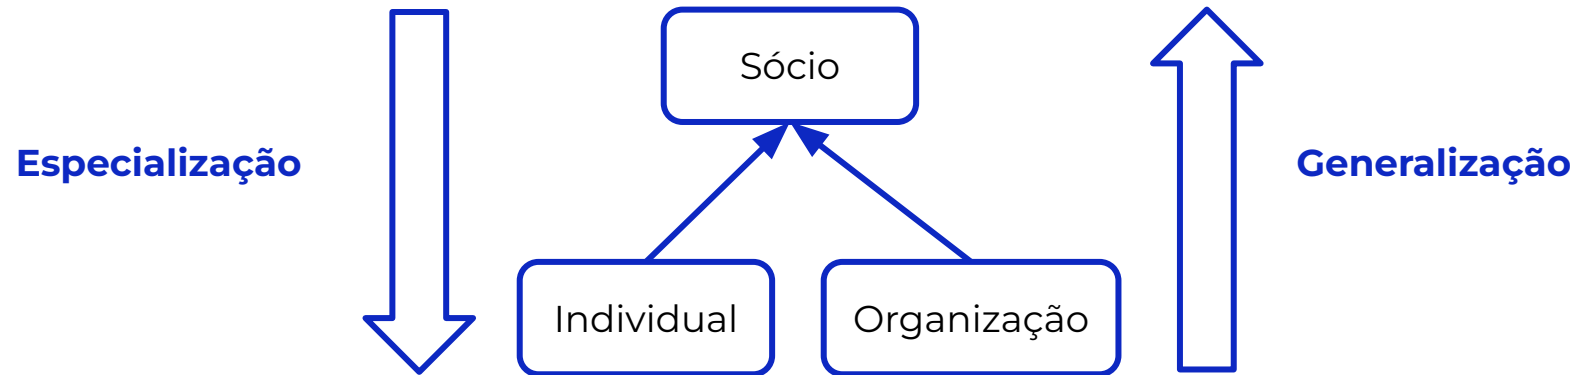 Sócio
Especialização
Generalização
Individual
Organização